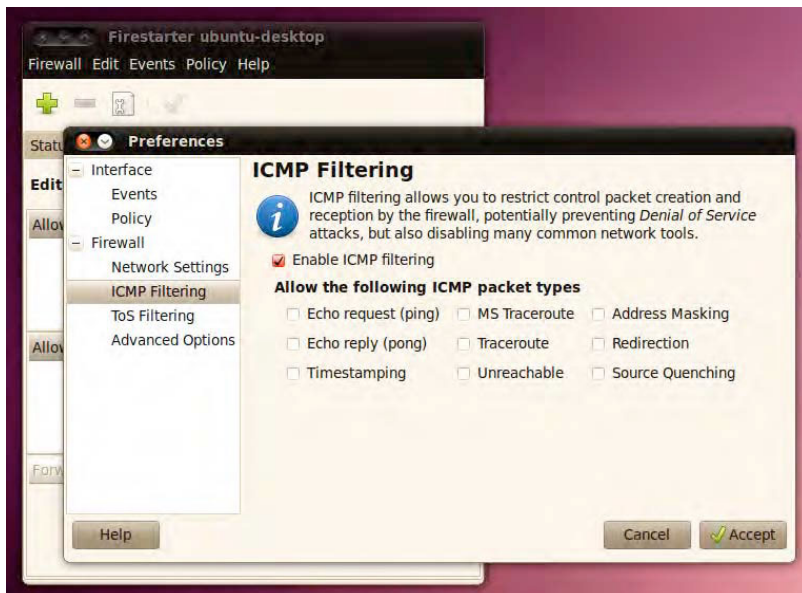 Firestarter ubuntu-desktop
Firewall Edit Events Policy Help
Preferences
Edit
Interface
Events
Policy
Firewall
Network Settings
ICMP Filtering
ToS Filtering
Advanced Options
ICMP Filtering
ICMP filtering allows you to restrict control packet creation and
reception by the firewall, potentially preventing Denial of Service
attacks, but also disabling many common network tools.
Enable ICMP filtering
Allow the following ICMP packet types
Echo request (ping) MS Traceroute Address Masking
Echo reply (pong) Traceroute Redirection
Timestamping Unreachable Source Quenching
Help Cancel Accept